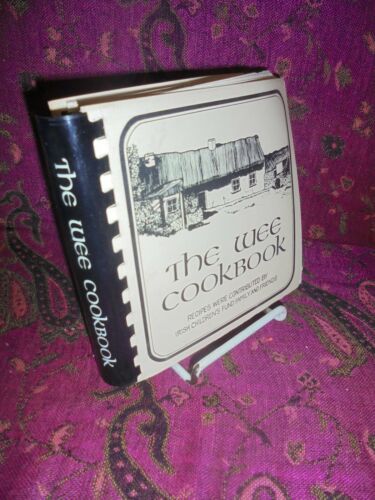 THE WEE COOKBOOK
THE WEE
COOKBOOK
RECIPES WERE CONTRIBUTED BY
IRISH CHILDREN'S FUND FAMILY AND FRIENDS